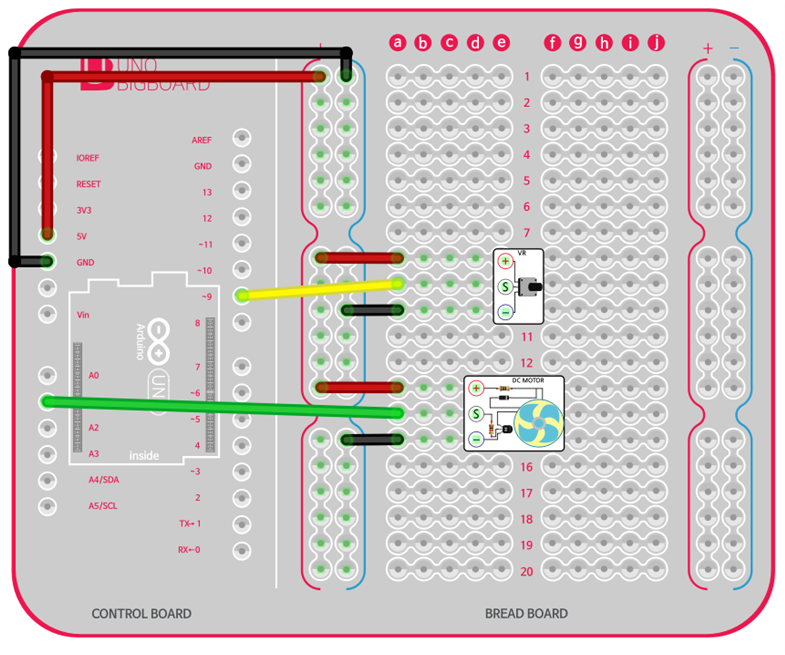 UNO
BIGBOARD
a b c d e f g h i j
+ −
1
2
3
4
5
6
7
11
12
16
17
18
19
20
IOREF
RESET
3V3
5V
GND
Vin
A0
A2
A3
A4/SDA
A5/SCL
AREF
GND
13
12
~11
~10
~9
8
7
~6
~5
4
~3
2
TX→1
RX←0
Arduino
UNO
inside
VR
+
S
−
DC MOTOR
+
S
−
CONTROL BOARD
BREAD BOARD